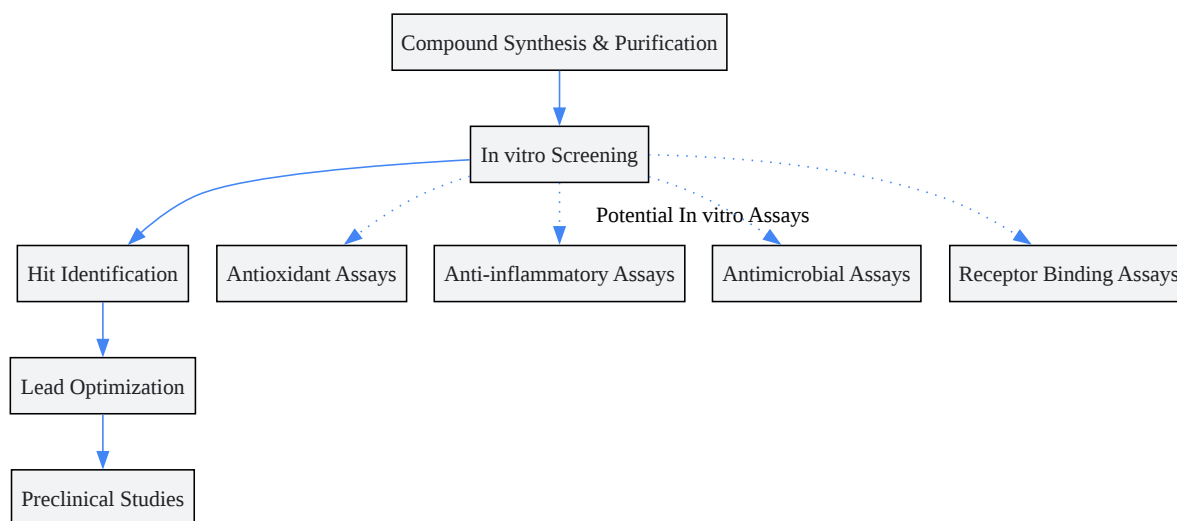 Compound Synthesis & Purification
In vitro Screening
Potential In vitro Assays
Hit Identification
Antioxidant Assays
Anti-inflammatory Assays
Antimicrobial Assays
Receptor Binding Assays
Lead Optimization
Preclinical Studies